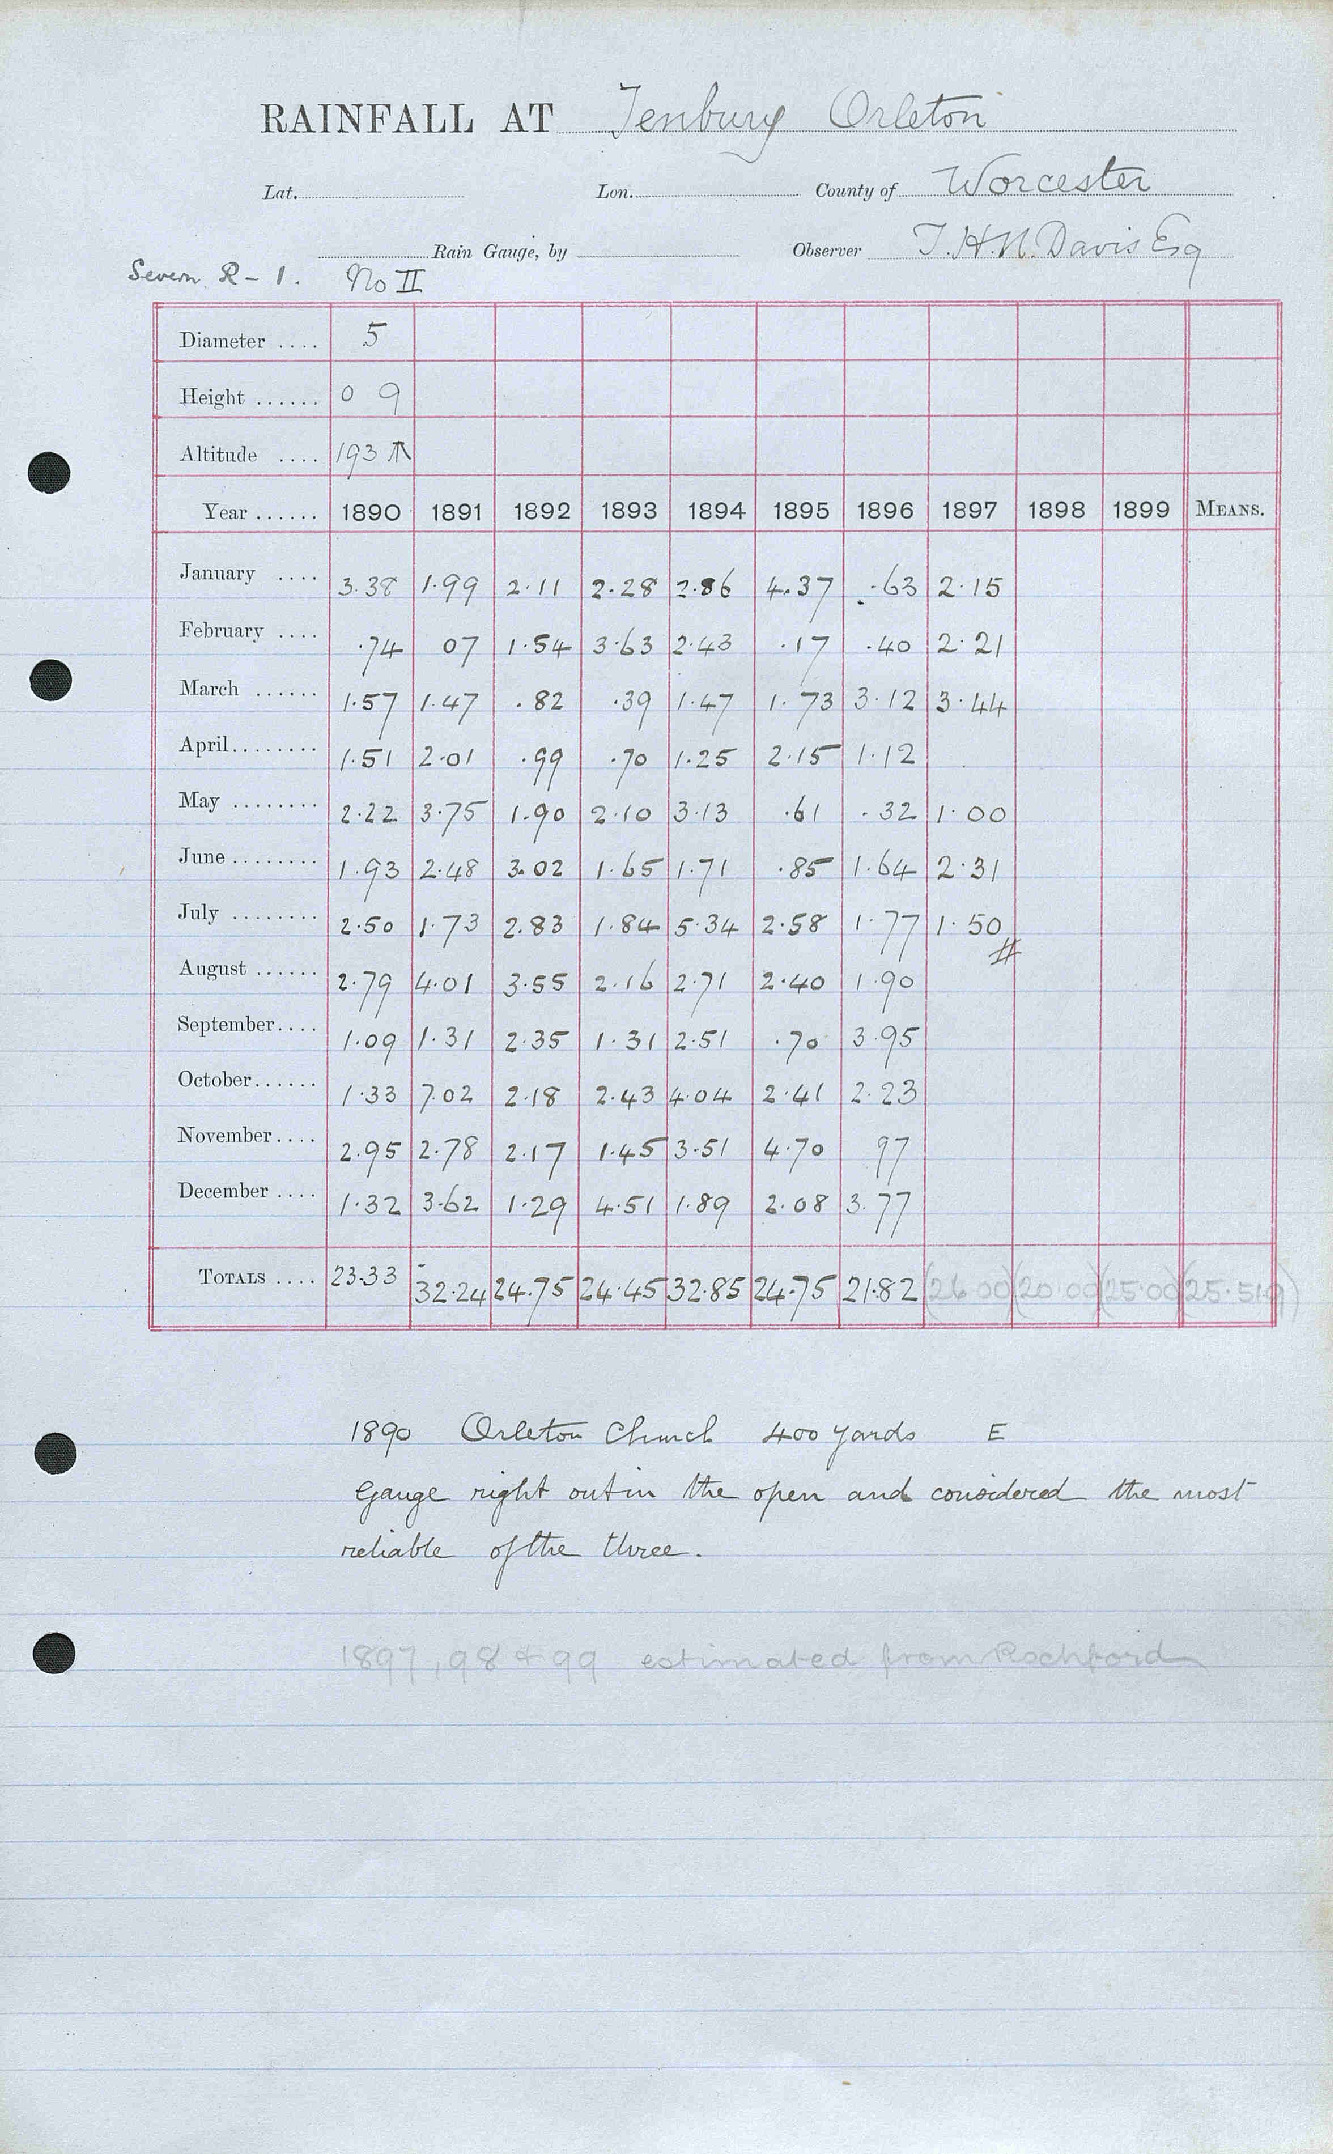 RAINFALL AT Tenbury Orleton
Lat. Lon. County of Worcester
Rain Gauge, by Observer T. H. N. Davis Esq
Severn R - 1. No II
Diameter .... 5
Height ...... 0 9
Altitude .... 193
Year ...... 1890 1891 1892 1893 1894 1895 1896 1897 1898 1899 MEANS.
January .... 3.38 1.99 2.11 2.28 2.86 4.37 .63 2.15
February .... .74 07 1.54 3.63 2.43 .17 .40 2.21
March ...... 1.57 1.47 .82 .39 1.47 1.73 3.12 3.44
April........ 1.51 2.01 .99 .70 1.25 2.15 1.12
May ........ 2.22 3.75 1.90 2.10 3.13 .61 .32 1.00
June ........ 1.93 2.48 3.02 1.65 1.71 .85 1.64 2.31
July ........ 2.50 1.73 2.83 1.84 5.34 2.58 1.77 1.50
August ...... 2.79 4.01 3.55 2.16 2.71 2.40 1.90
September.... 1.09 1.31 2.35 1.31 2.51 .70 3.95
October...... 1.33 7.02 2.18 2.43 4.04 2.41 2.23
November.... 2.95 2.78 2.17 1.45 3.51 4.70 97
December .... 1.32 3.62 1.29 4.51 1.89 2.08 3.77
TOTALS .... 23.33 32.24 24.75 24.45 32.85 24.75 21.82 (26.00) (20.00) (25.00) (25.519)
1890 Orleton Church 400 yards E
Gauge right out in the open and considered the most
reliable of the three.
1897, 98 & 99 estimated from Rochford